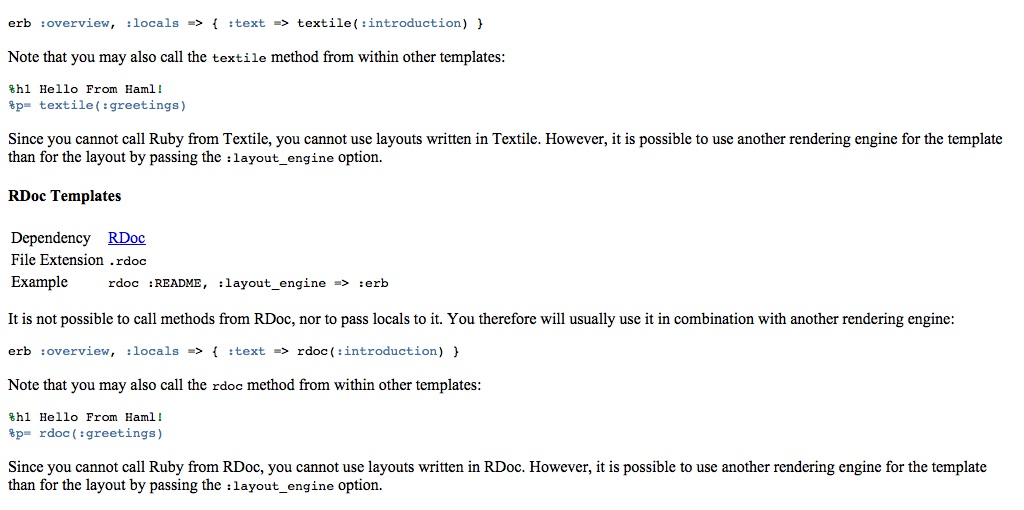 erb :overview, :locals => { :text => textile(:introduction) }
Note that you may also call the textile method from within other templates:
%h1 Hello From Haml!
%p= textile(:greetings)
Since you cannot call Ruby from Textile, you cannot use layouts written in Textile. However, it is possible to use another rendering engine for the template
than for the layout by passing the :layout_engine option.
RDoc Templates
Dependency RDoc
File Extension .rdoc
Example rdoc :README, :layout_engine => :erb
It is not possible to call methods from RDoc, nor to pass locals to it. You therefore will usually use it in combination with another rendering engine:
erb :overview, :locals => { :text => rdoc(:introduction) }
Note that you may also call the rdoc method from within other templates:
%h1 Hello From Haml!
%p= rdoc(:greetings)
Since you cannot call Ruby from RDoc, you cannot use layouts written in RDoc. However, it is possible to use another rendering engine for the template
than for the layout by passing the :layout_engine option.